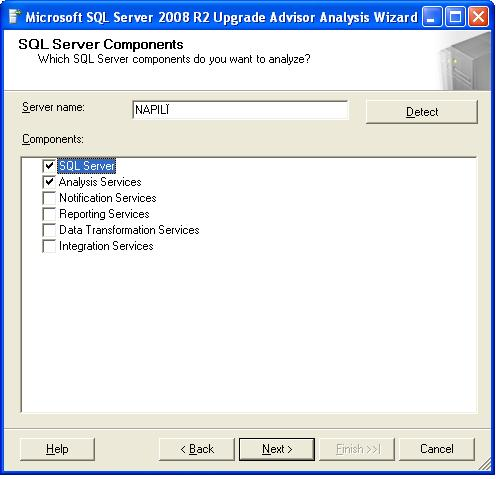 Microsoft SQL Server 2008 R2 Upgrade Advisor Analysis Wizard
SQL Server Components
Which SQL Server components do you want to analyze?
Server name:
NAPILI
Detect
Components:
SQL Server
Analysis Services
Notification Services
Reporting Services
Data Transformation Services
Integration Services
Help
< Back
Next >
Finish >>|
Cancel